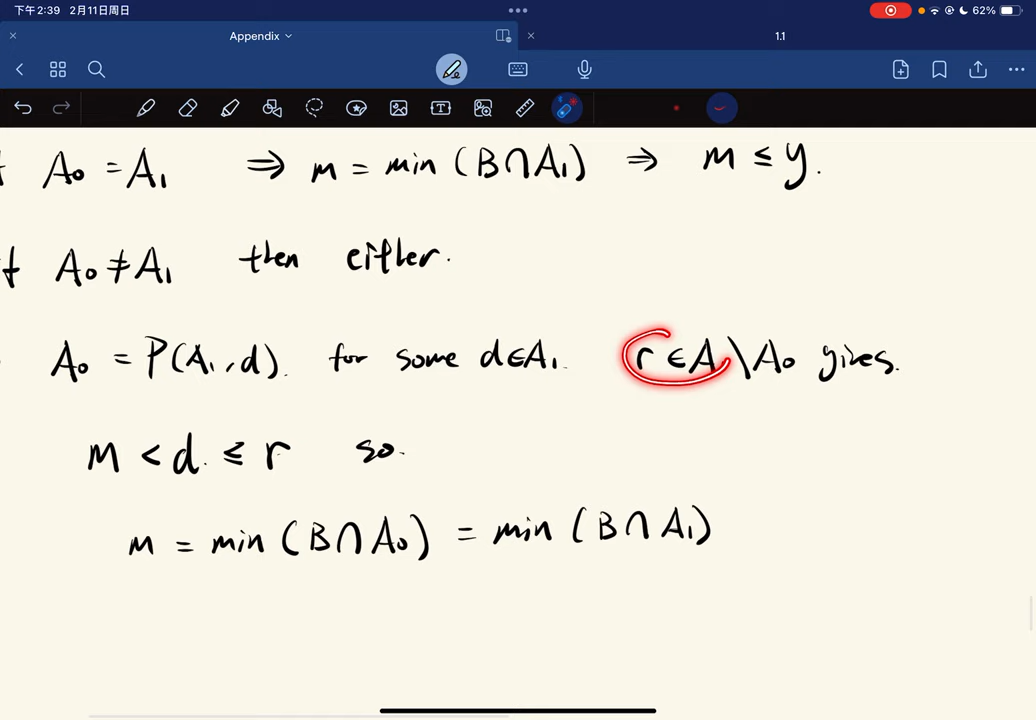 下午2:39 2月11日周日
62%
Appendix
1.1
A₀ = A₁ ⇒ m = min (B∩A₁) ⇒ m ≤ y.
A₀ ≠ A₁ then either.
A₀ = P(A₁, d). for some d∈A₁. r∈A\A₀ gives.
m < d. ≤ r so.
m = min (B∩A₀) = min (B∩A₁)